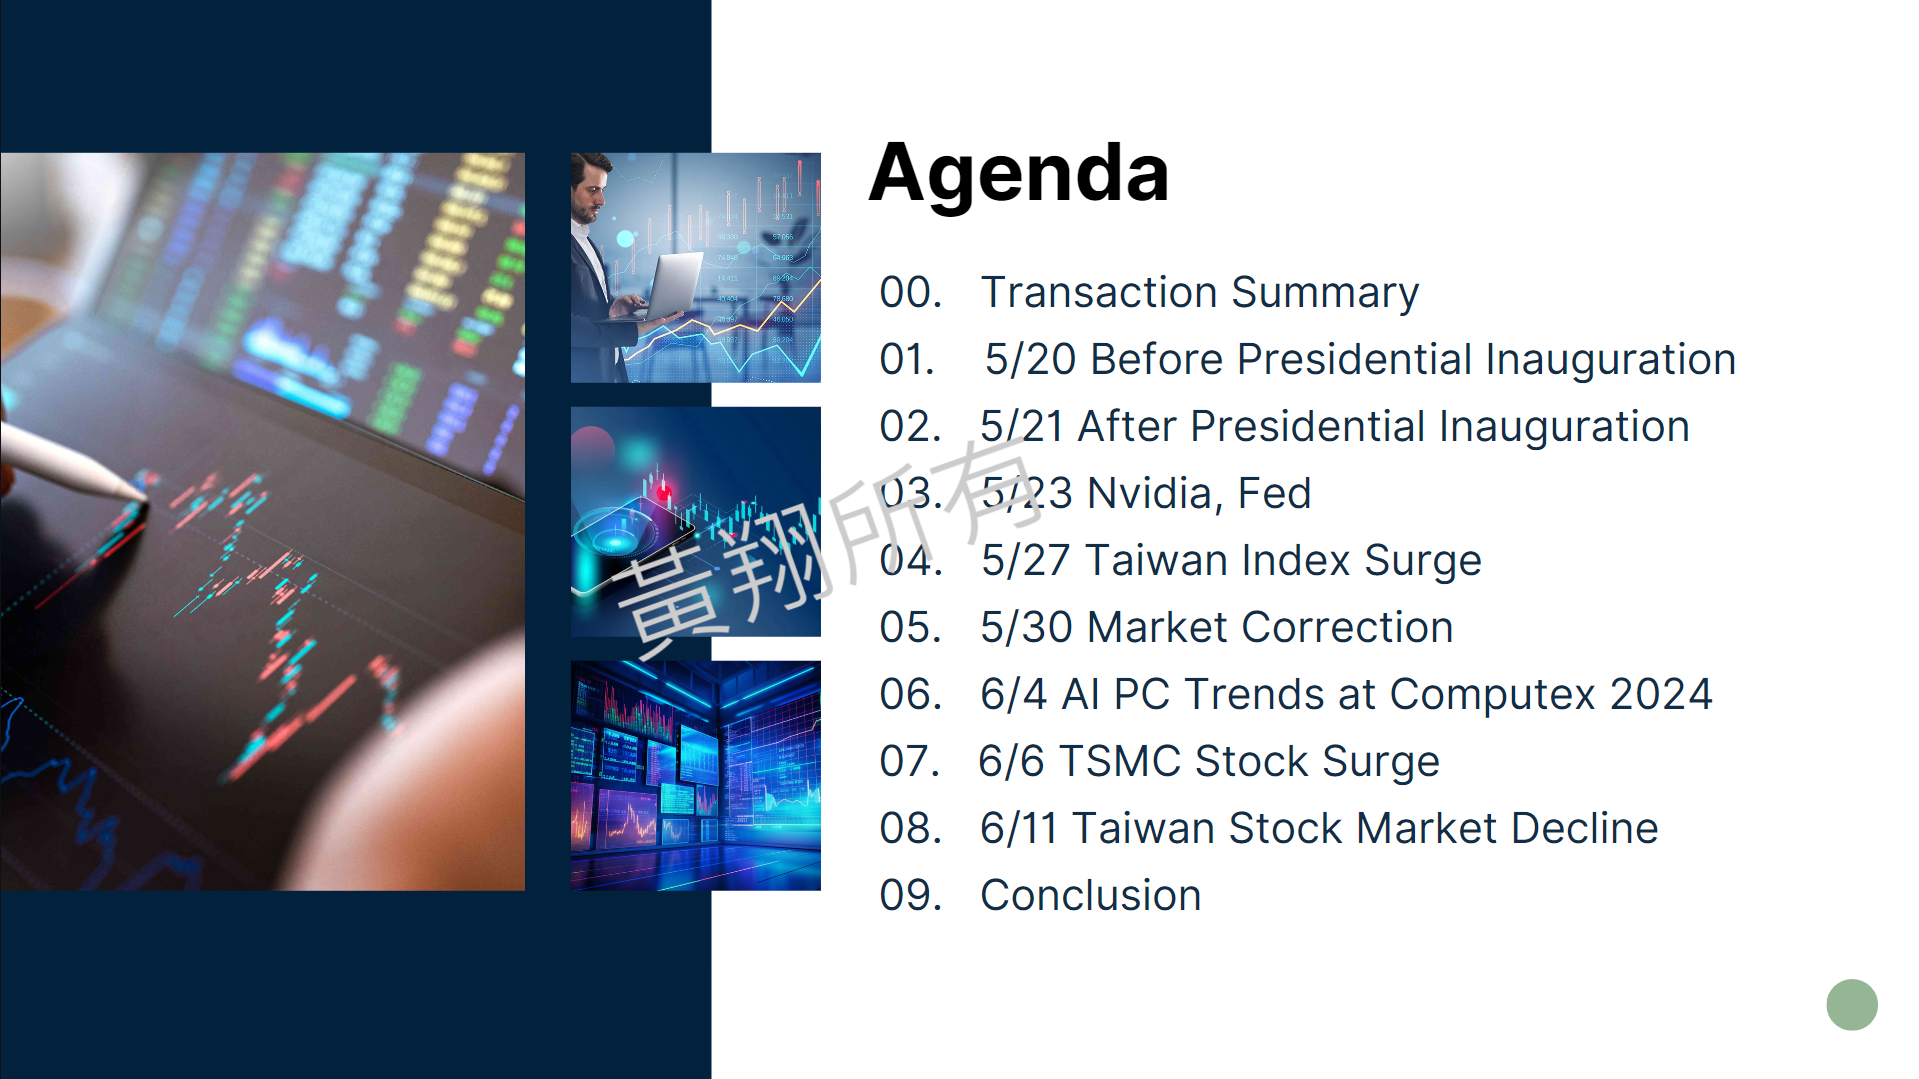 Agenda
00. Transaction Summary
01. 5/20 Before Presidential Inauguration
02. 5/21 After Presidential Inauguration
03. 5/23 Nvidia, Fed
04. 5/27 Taiwan Index Surge
05. 5/30 Market Correction
06. 6/4 AI PC Trends at Computex 2024
07. 6/6 TSMC Stock Surge
08. 6/11 Taiwan Stock Market Decline
09. Conclusion
黃翔所有